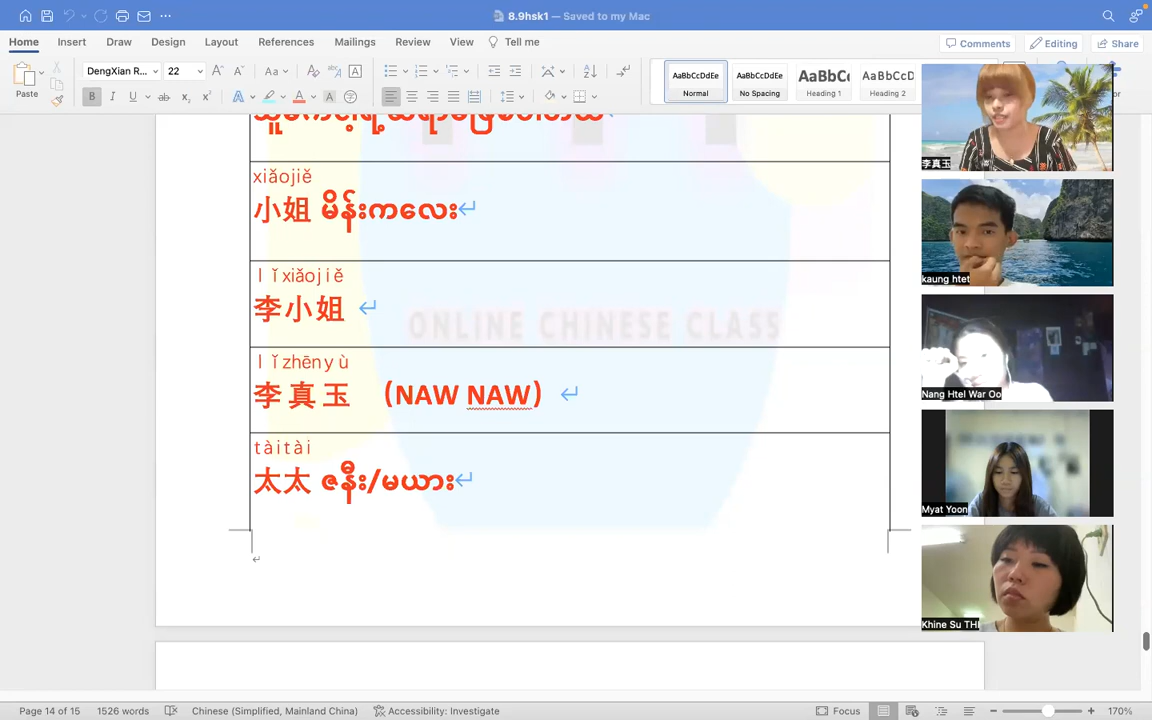 8.9hsk1 — Saved to my Mac
Home Insert Draw Design Layout References Mailings Review View Tell me
Comments Editing Share
Paste
DengXian R... 22
AaBbCcDdEe AaBbCcDdEe AaBbC AaBbCcD
Normal No Spacing Heading 1 Heading 2
xiǎojiě
小姐 မိန်းကလေး
lǐxiǎojiě
李小姐
ONLINE CHINESE CLASS
lǐzhēnyù
李真玉 (NAW NAW)
tàitài
太太 ဇနီး/မယား
李真玉
kaung htet
Nang Htel War Oo
Myat Yoon
Khine Su THI
Page 14 of 15 1526 words Chinese (Simplified, Mainland China) Accessibility: Investigate Focus 170%